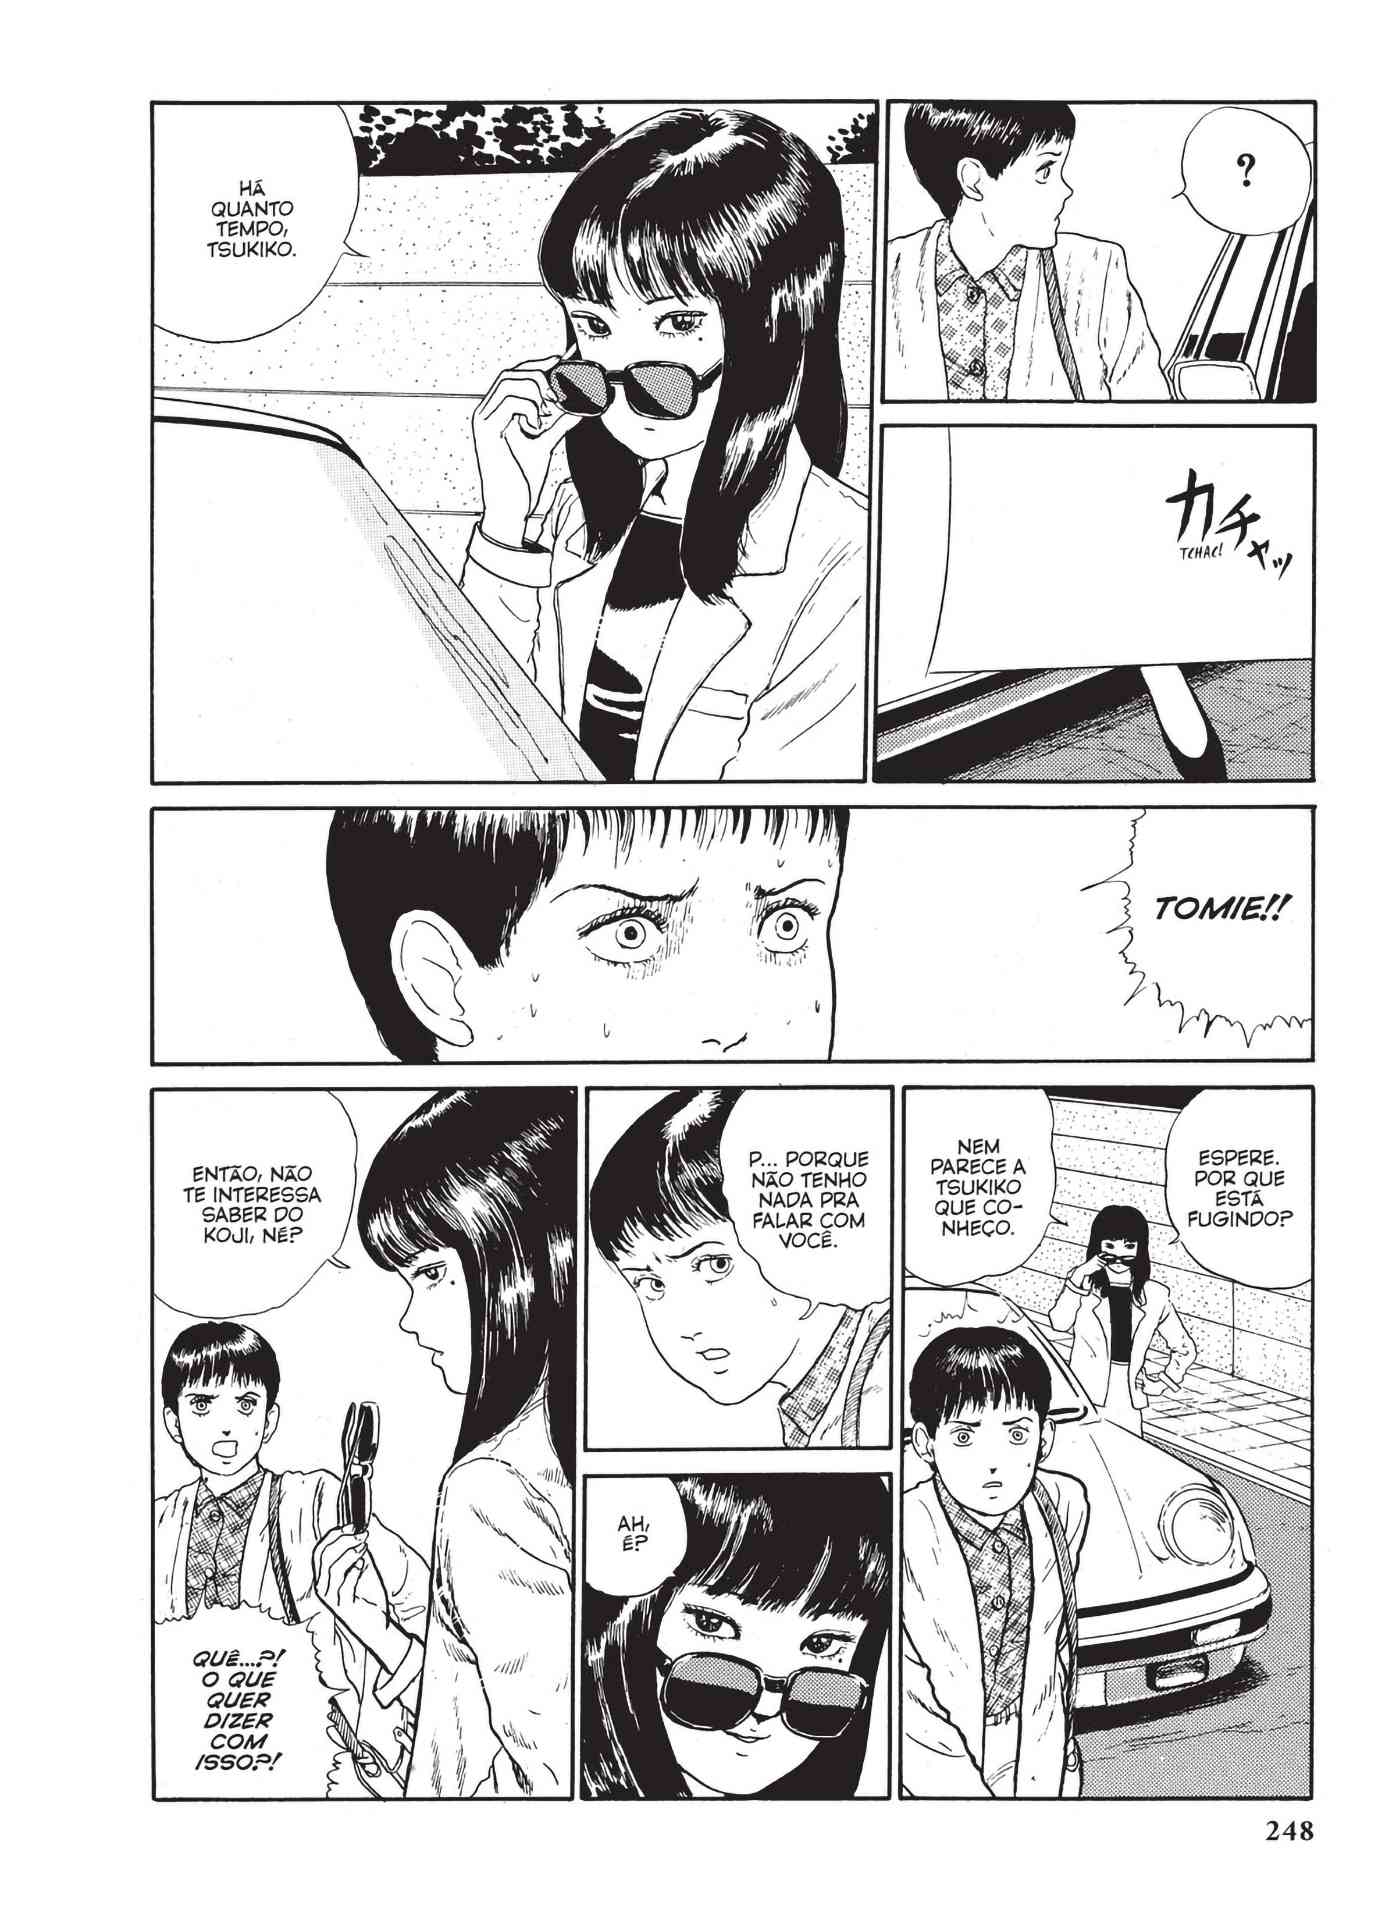 ?
カチャッ
TCHAC!
HÁ
QUANTO
TEMPO,
TSUKIKO.
TOMIE!!
ESPERE.
POR QUE
ESTÁ
FUGINDO?
NEM
PARECE A
TSUKIKO
QUE CO-
NHEÇO.
P... PORQUE
NÃO TENHO
NADA PRA
FALAR COM
VOCÊ.
AH,
É?
ENTÃO, NÃO
TE INTERESSA
SABER DO
KOJI, NÉ?
QUÊ...?!
O QUE
QUER
DIZER
COM
ISSO?!
248